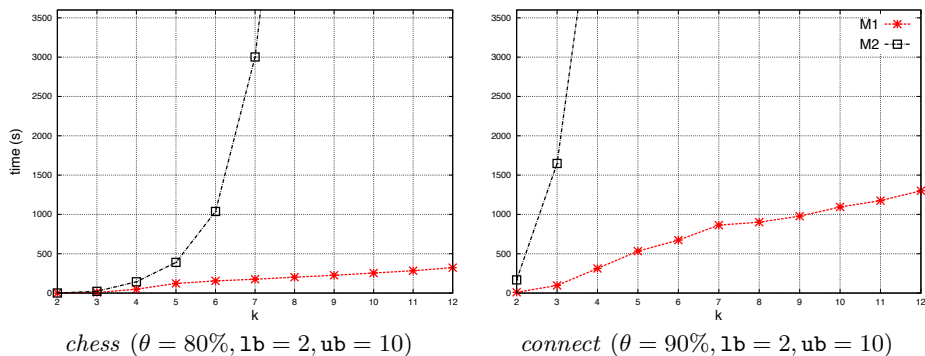 3500
3000
2500
2000
1500
1000
500
0
time (s)
2 3 4 5 6 7 8 9 10 11 12
k
chess (θ = 80%, lb = 2, ub = 10)
M1
M2
3500
3000
2500
2000
1500
1000
500
0
2 3 4 5 6 7 8 9 10 11 12
k
connect (θ = 90%, lb = 2, ub = 10)